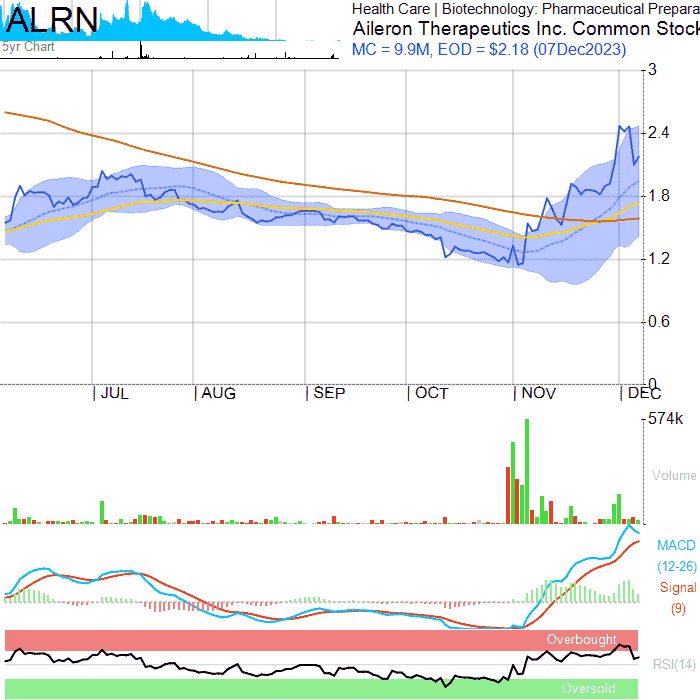 ALRN
5yr Chart
Health Care | Biotechnology: Pharmaceutical Prepara
Aileron Therapeutics Inc. Common Stock
MC = 9.9M, EOD = $2.18 (07Dec2023)
3
2.4
1.8
1.2
0.6
0
JUL AUG SEP OCT NOV DEC
574k
Volume
MACD
(12-26)
Signal
(9)
Overbought
RSI(14)
Oversold